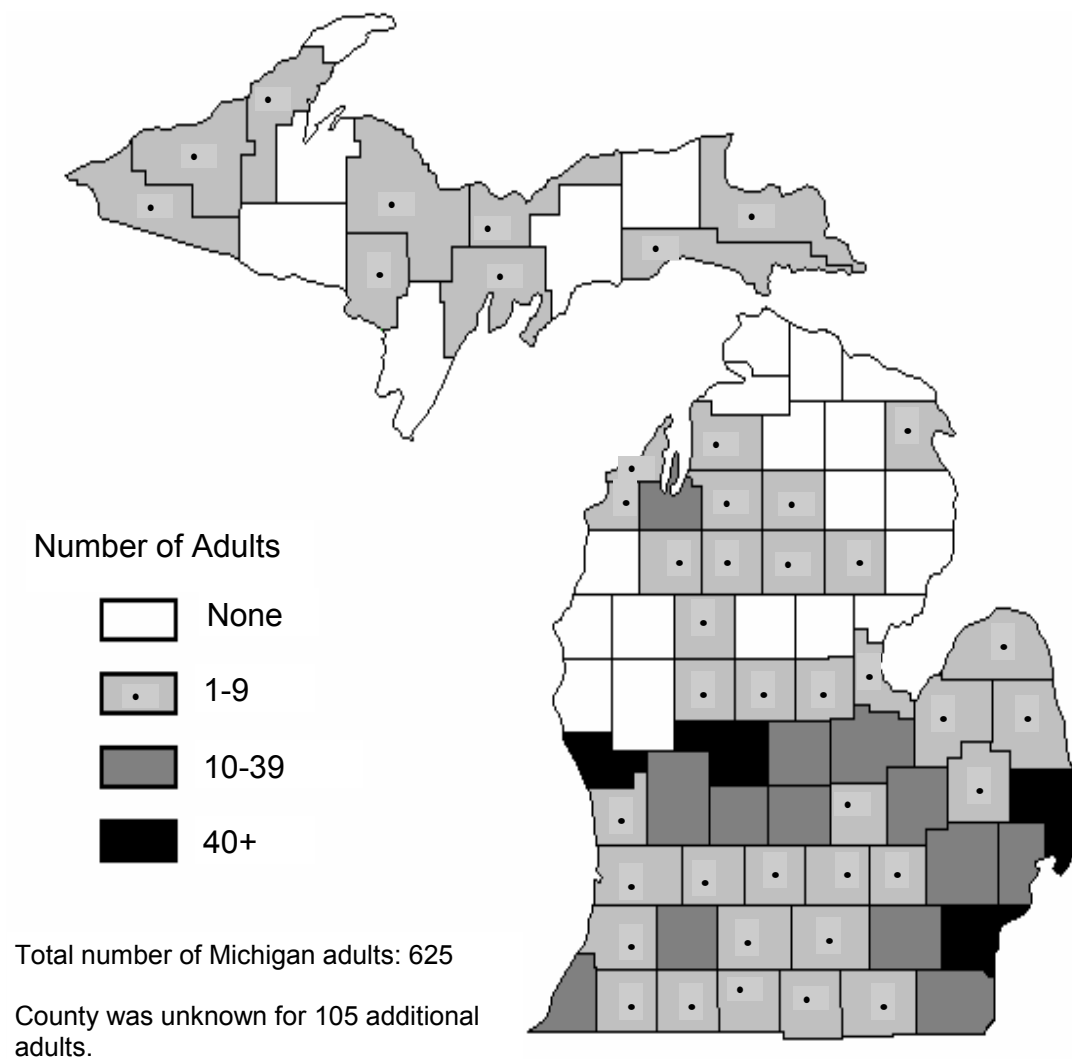 Number of Adults
None
1-9
10-39
40+
Total number of Michigan adults: 625
County was unknown for 105 additional
adults.